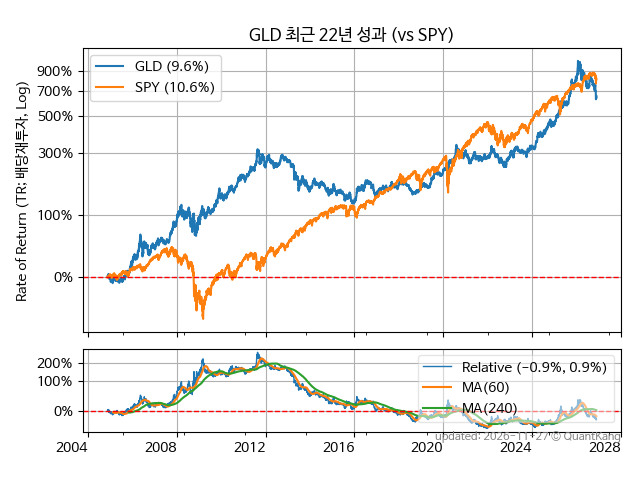 GLD 최근 22년 성과 (vs SPY)
GLD (9.6%)
SPY (10.6%)
Rate of Return (TR: 배당재투자, Log)
900%
700%
500%
300%
100%
0%
Relative (−0.9%, 0.9%)
MA(60)
MA(240)
200%
100%
0%
updated: 2026-11-27 © QuantKang
2004 2008 2012 2016 2020 2024 2028